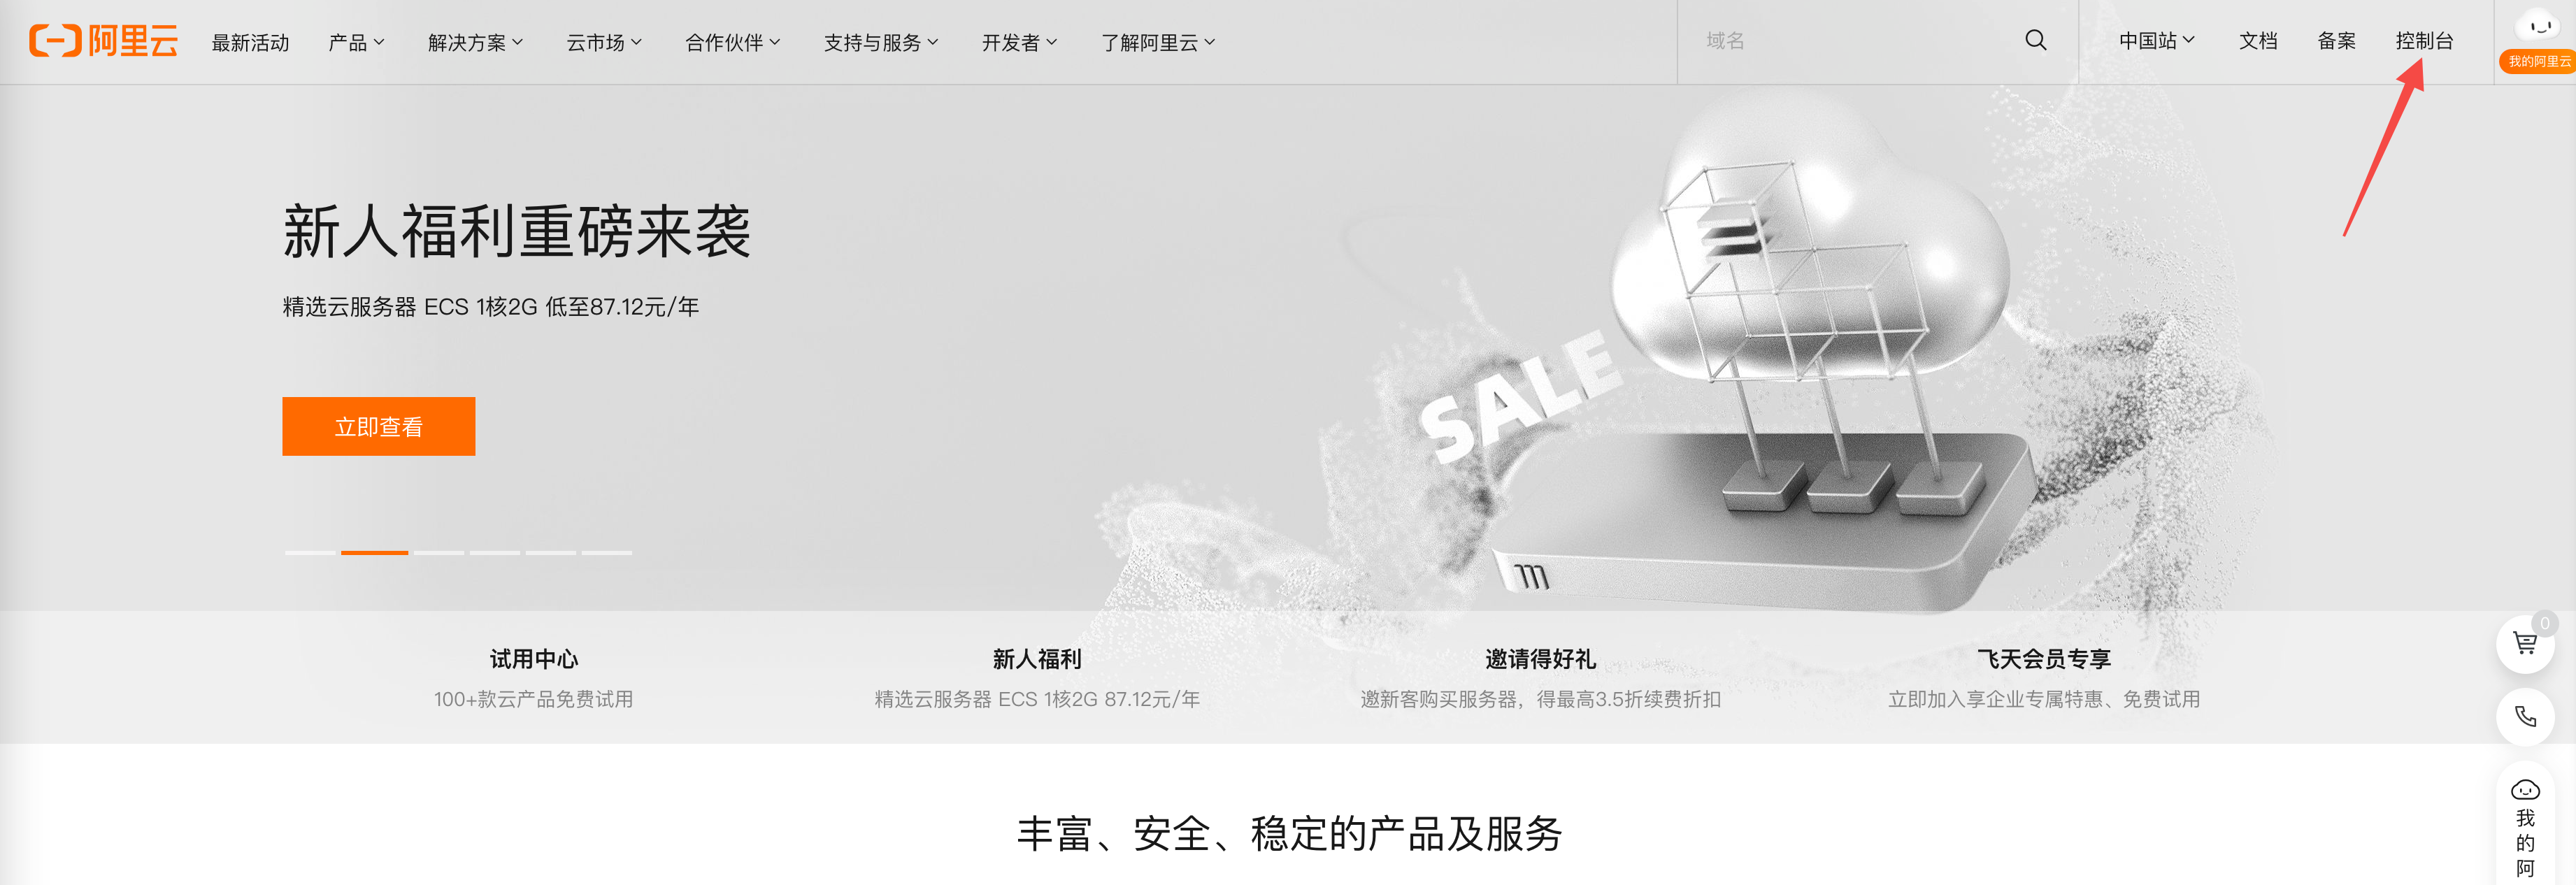 阿里云
最新活动 产品 解决方案 云市场 合作伙伴 支持与服务 开发者 了解阿里云 域名 中国站 文档 备案 控制台
我的阿里云
新人福利重磅来袭
精选云服务器 ECS 1核2G 低至87.12元/年
SALE
立即查看
试用中心
100+款云产品免费试用
新人福利
精选云服务器 ECS 1核2G 87.12元/年
邀请得好礼
邀新客购买服务器，得最高3.5折续费折扣
飞天会员专享
立即加入享企业专属特惠、免费试用
0
丰富、安全、稳定的产品及服务
我
的
阿